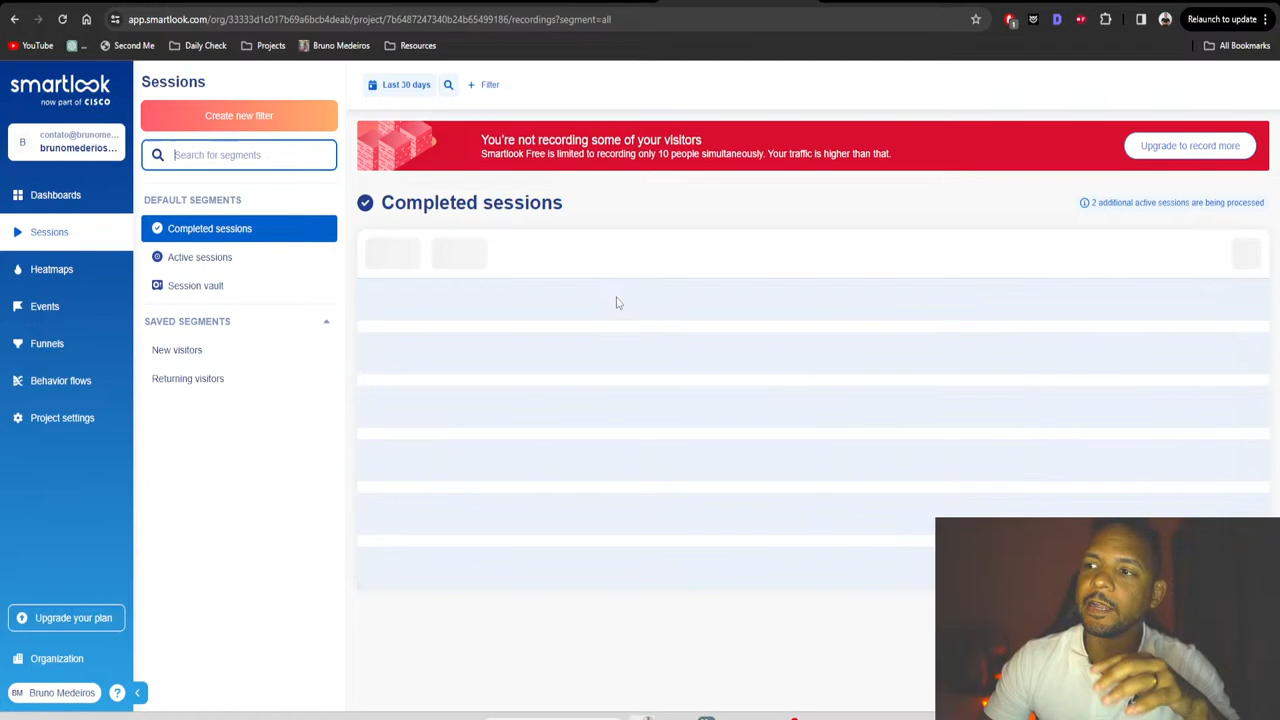 app.smartlook.com/org/33333d1c017b69a6bcb4deab/project/7b6487247340b24b65499186/recordings?segment=all
1
Relaunch to update
YouTube
...
Second Me
Daily Check
Projects
Bruno Medeiros
Resources
All Bookmarks
smartlook
now part of CISCO
B
contato@brunome...
brunomederios...
Dashboards
Sessions
Heatmaps
Events
Funnels
Behavior flows
Project settings
Upgrade your plan
Organization
BM
Bruno Medeiros
?
Sessions
Create new filter
Search for segments
DEFAULT SEGMENTS
Completed sessions
Active sessions
Session vault
SAVED SEGMENTS
New visitors
Returning visitors
Last 30 days
+ Filter
You're not recording some of your visitors
Smartlook Free is limited to recording only 10 people simultaneously. Your traffic is higher than that.
Upgrade to record more
Completed sessions
2 additional active sessions are being processed